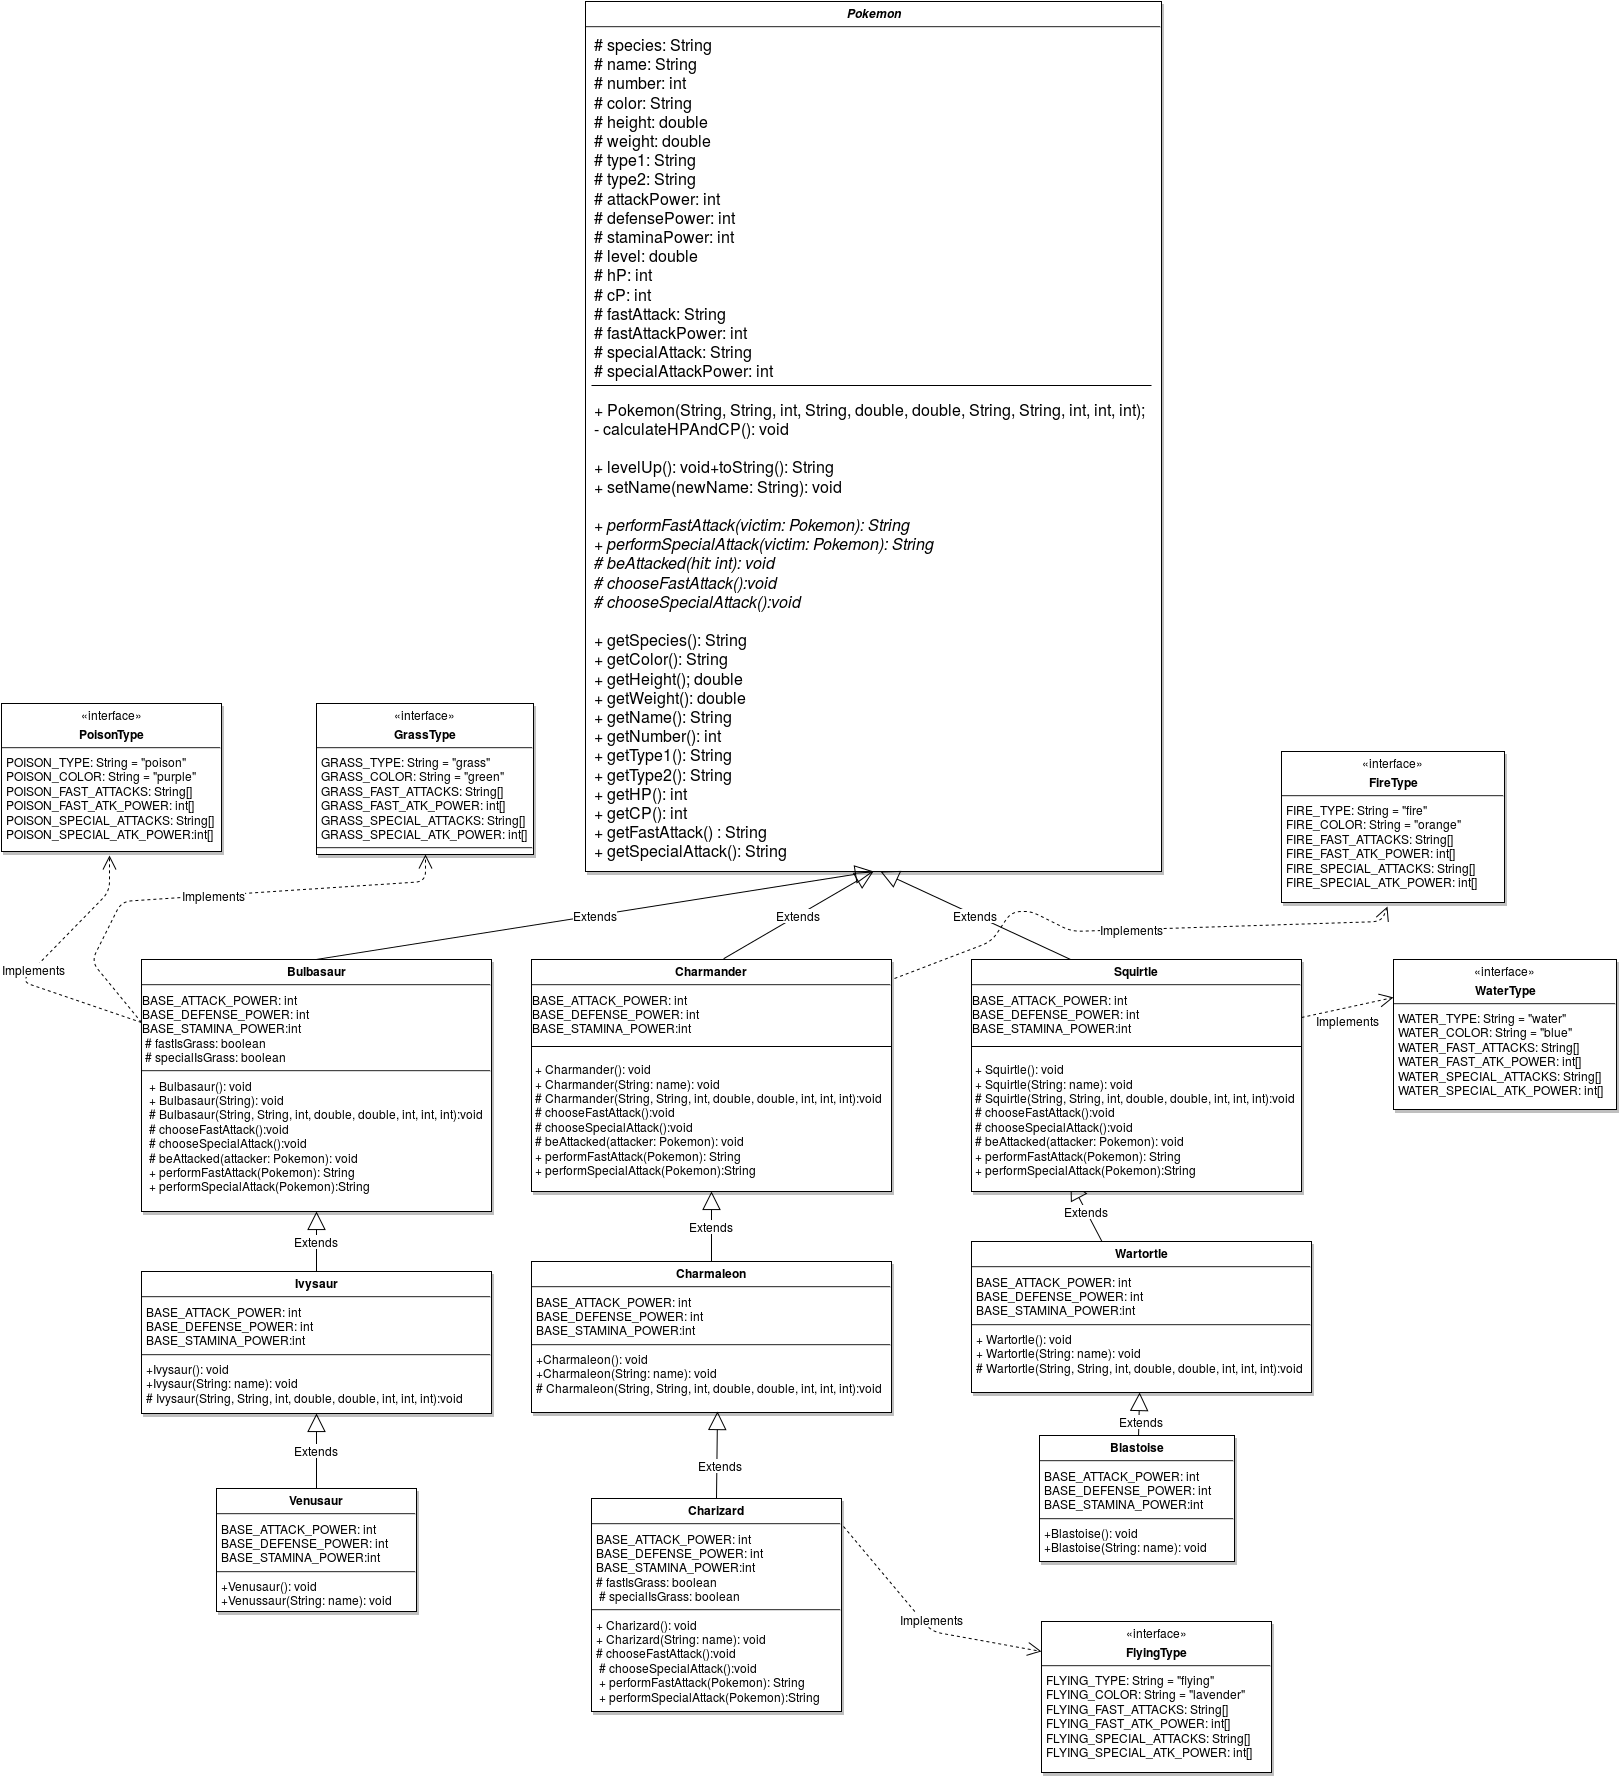 Pokemon
# species: String
# name: String
# number: int
# color: String
# height: double
# weight: double
# type1: String
# type2: String
# attackPower: int
# defensePower: int
# staminaPower: int
# level: double
# hP: int
# cP: int
# fastAttack: String
# fastAttackPower: int
# specialAttack: String
# specialAttackPower: int
+ Pokemon(String, String, int, String, double, double, String, String, int, int, int);
- calculateHPAndCP(): void
+ levelUp(): void+toString(): String
+ setName(newName: String): void
+ performFastAttack(victim: Pokemon): String
+ performSpecialAttack(victim: Pokemon): String
# beAttacked(hit: int): void
# chooseFastAttack():void
# chooseSpecialAttack():void
+ getSpecies(): String
+ getColor(): String
+ getHeight(); double
+ getWeight(): double
+ getName(): String
+ getNumber(): int
+ getType1(): String
+ getType2(): String
+ getHP(): int
+ getCP(): int
+ getFastAttack() : String
+ getSpecialAttack(): String
«interface»
PoisonType
POISON_TYPE: String = "poison"
POISON_COLOR: String = "purple"
POISON_FAST_ATTACKS: String[]
POISON_FAST_ATK_POWER: int[]
POISON_SPECIAL_ATTACKS: String[]
POISON_SPECIAL_ATK_POWER:int[]
«interface»
GrassType
GRASS_TYPE: String = "grass"
GRASS_COLOR: String = "green"
GRASS_FAST_ATTACKS: String[]
GRASS_FAST_ATK_POWER: int[]
GRASS_SPECIAL_ATTACKS: String[]
GRASS_SPECIAL_ATK_POWER: int[]
«interface»
FireType
FIRE_TYPE: String = "fire"
FIRE_COLOR: String = "orange"
FIRE_FAST_ATTACKS: String[]
FIRE_FAST_ATK_POWER: int[]
FIRE_SPECIAL_ATTACKS: String[]
FIRE_SPECIAL_ATK_POWER: int[]
Implements
Implements
Extends
Extends
Extends
Implements
Bulbasaur
BASE_ATTACK_POWER: int
BASE_DEFENSE_POWER: int
BASE_STAMINA_POWER:int
# fastIsGrass: boolean
# specialIsGrass: boolean
+ Bulbasaur(): void
+ Bulbasaur(String): void
# Bulbasaur(String, String, int, double, double, int, int, int):void
# chooseFastAttack():void
# chooseSpecialAttack():void
# beAttacked(attacker: Pokemon): void
+ performFastAttack(Pokemon): String
+ performSpecialAttack(Pokemon):String
Charmander
BASE_ATTACK_POWER: int
BASE_DEFENSE_POWER: int
BASE_STAMINA_POWER:int
+ Charmander(): void
+ Charmander(String: name): void
# Charmander(String, String, int, double, double, int, int, int):void
# chooseFastAttack():void
# chooseSpecialAttack():void
# beAttacked(attacker: Pokemon): void
+ performFastAttack(Pokemon): String
+ performSpecialAttack(Pokemon):String
Squirtle
BASE_ATTACK_POWER: int
BASE_DEFENSE_POWER: int
BASE_STAMINA_POWER:int
+ Squirtle(): void
+ Squirtle(String: name): void
# Squirtle(String, String, int, double, double, int, int, int):void
# chooseFastAttack():void
# chooseSpecialAttack():void
# beAttacked(attacker: Pokemon): void
+ performFastAttack(Pokemon): String
+ performSpecialAttack(Pokemon):String
Implements
«interface»
WaterType
WATER_TYPE: String = "water"
WATER_COLOR: String = "blue"
WATER_FAST_ATTACKS: String[]
WATER_FAST_ATK_POWER: int[]
WATER_SPECIAL_ATTACKS: String[]
WATER_SPECIAL_ATK_POWER: int[]
Extends
Extends
Extends
Ivysaur
BASE_ATTACK_POWER: int
BASE_DEFENSE_POWER: int
BASE_STAMINA_POWER:int
+Ivysaur(): void
+Ivysaur(String: name): void
# Ivysaur(String, String, int, double, double, int, int, int):void
Charmaleon
BASE_ATTACK_POWER: int
BASE_DEFENSE_POWER: int
BASE_STAMINA_POWER:int
+Charmaleon(): void
+Charmaleon(String: name): void
# Charmaleon(String, String, int, double, double, int, int, int):void
Wartortle
BASE_ATTACK_POWER: int
BASE_DEFENSE_POWER: int
BASE_STAMINA_POWER:int
+ Wartortle(): void
+ Wartortle(String: name): void
# Wartortle(String, String, int, double, double, int, int, int):void
Extends
Extends
Extends
Venusaur
BASE_ATTACK_POWER: int
BASE_DEFENSE_POWER: int
BASE_STAMINA_POWER:int
+Venusaur(): void
+Venussaur(String: name): void
Charizard
BASE_ATTACK_POWER: int
BASE_DEFENSE_POWER: int
BASE_STAMINA_POWER:int
# fastIsGrass: boolean
# specialIsGrass: boolean
+ Charizard(): void
+ Charizard(String: name): void
# chooseFastAttack():void
# chooseSpecialAttack():void
+ performFastAttack(Pokemon): String
+ performSpecialAttack(Pokemon):String
Blastoise
BASE_ATTACK_POWER: int
BASE_DEFENSE_POWER: int
BASE_STAMINA_POWER:int
+Blastoise(): void
+Blastoise(String: name): void
Implements
«interface»
FlyingType
FLYING_TYPE: String = "flying"
FLYING_COLOR: String = "lavender"
FLYING_FAST_ATTACKS: String[]
FLYING_FAST_ATK_POWER: int[]
FLYING_SPECIAL_ATTACKS: String[]
FLYING_SPECIAL_ATK_POWER: int[]